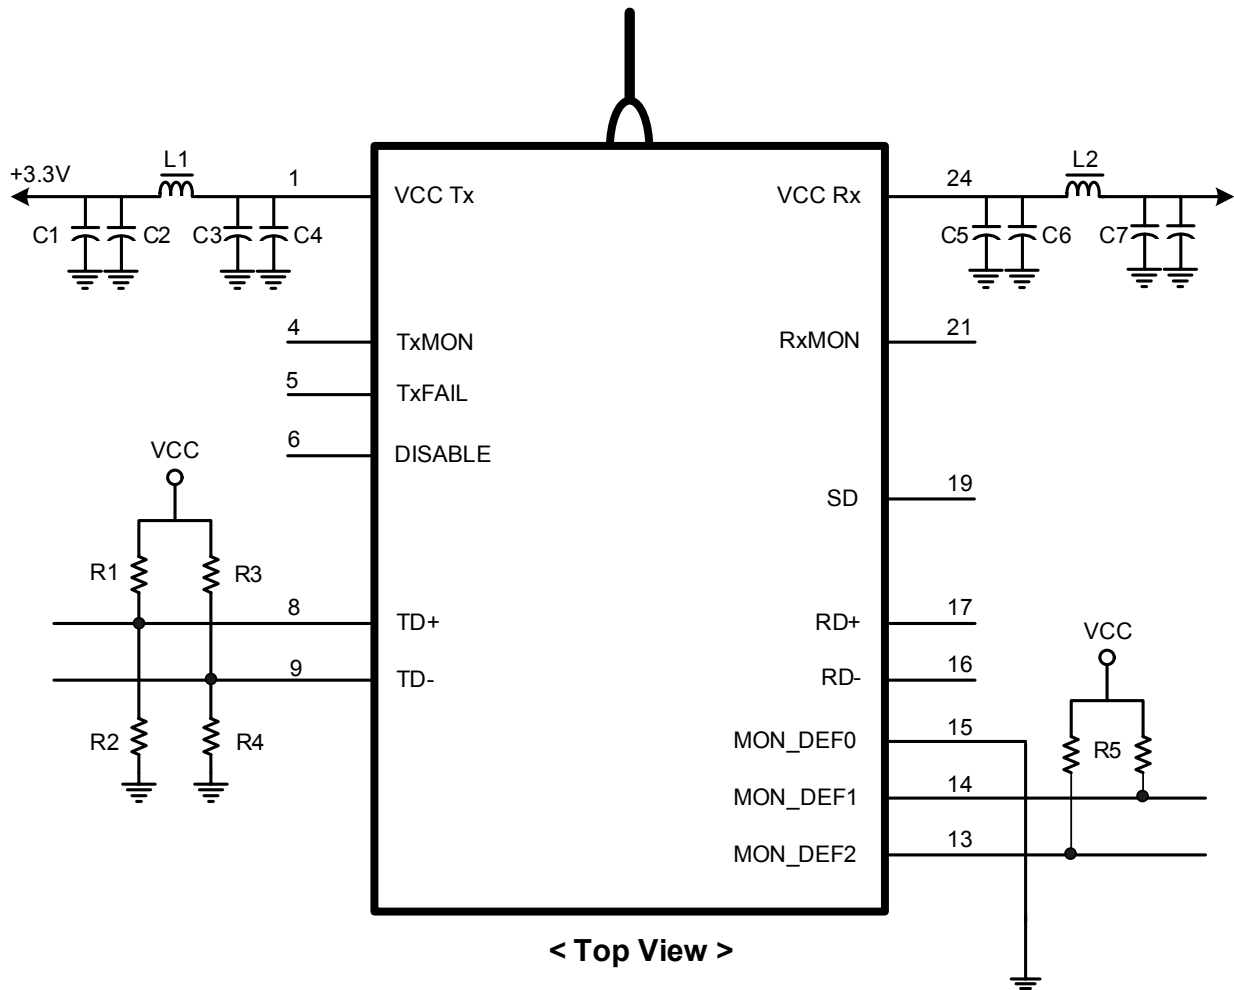 L1
L2
+3.3V
1
24
VCC Tx
VCC Rx
C1
C2
C3
C4
C5
C6
C7
4
21
TxMON
RxMON
5
TxFAIL
6
DISABLE
VCC
19
SD
R1
R3
8
17
TD+
RD+
VCC
9
16
TD-
RD-
R2
R4
15
MON_DEF0
R5
14
MON_DEF1
13
MON_DEF2
< Top View >